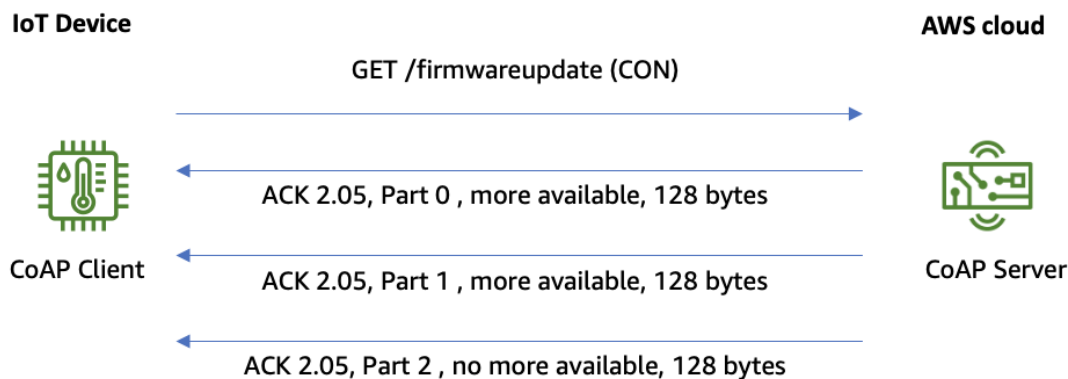 IoT Device
AWS cloud
GET /firmwareupdate (CON)
ACK 2.05, Part 0 , more available, 128 bytes
CoAP Client
CoAP Server
ACK 2.05, Part 1 , more available, 128 bytes
ACK 2.05, Part 2 , no more available, 128 bytes